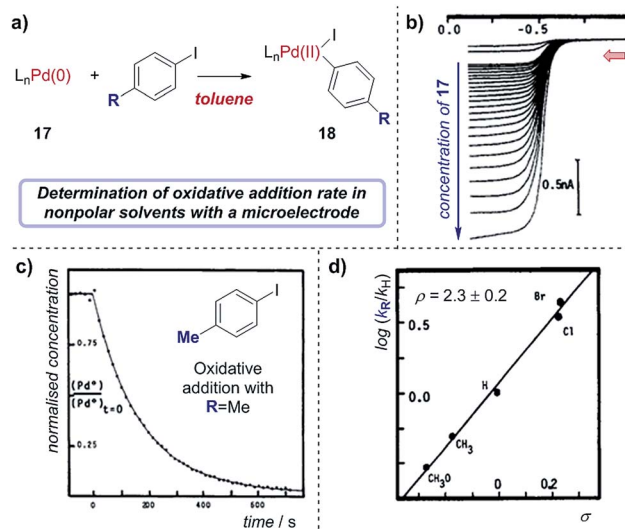 a)
LₙPd(0)
+
I
R
toluene
17
LₙPd(II)
I
R
18
Determination of oxidative addition rate in
nonpolar solvents with a microelectrode
b)
0.0
-0.5
concentration of 17
0.5nA
c)
normalised concentration
0.75
(Pd°)
(Pd°)t=0
0.25
I
Me
Oxidative
addition with
R=Me
0
200
400
600
time / s
d)
log (kR/kH)
ρ = 2.3 ± 0.2
0.5
0.0
Br
Cl
H
CH₃
CH₃O
0
0.2
σ